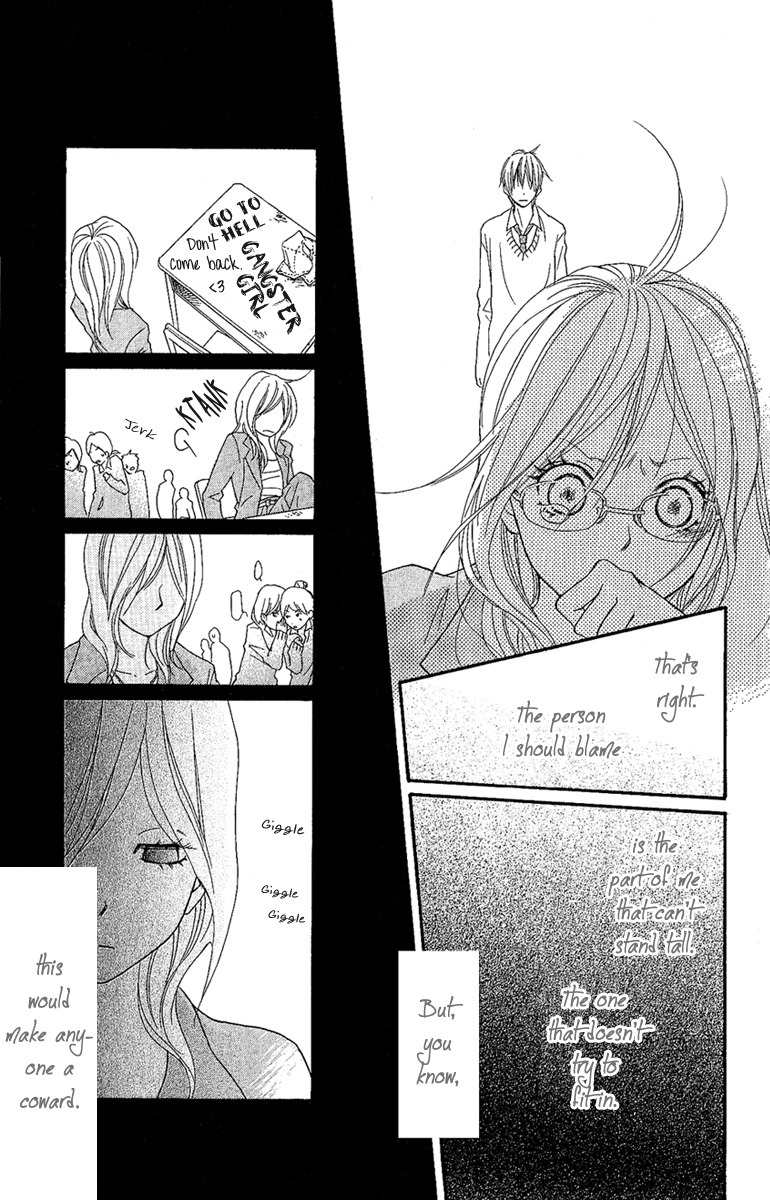 That's
right.
The person
I should blame
is the
part of me
that can't
stand tall.
The one
that doesn't
try to
fit in.
But,
you
know,
GO TO
HELL
GANGSTER
GIRL
Don't
come back.
<3
KTANK
Jerk
Giggle
Giggle
Giggle
this
would
make any-
one a
coward.